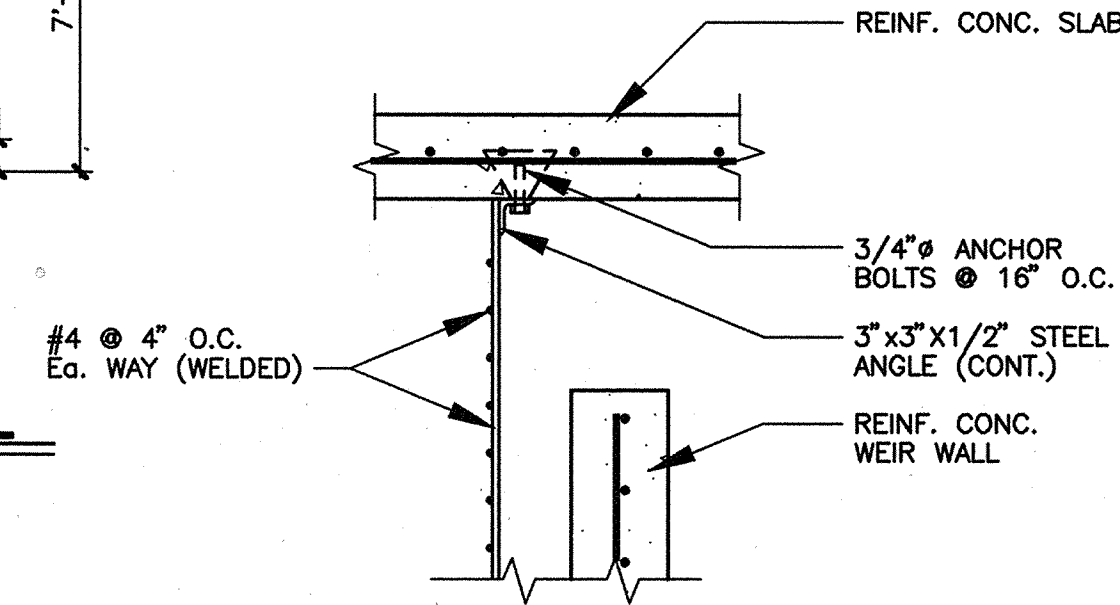 7'-
REINF. CONC. SLAB
3/4"ø ANCHOR
BOLTS @ 16" O.C.
#4 @ 4" O.C.
Ea. WAY (WELDED)
3"x3"X1/2" STEEL
ANGLE (CONT.)
REINF. CONC.
WEIR WALL